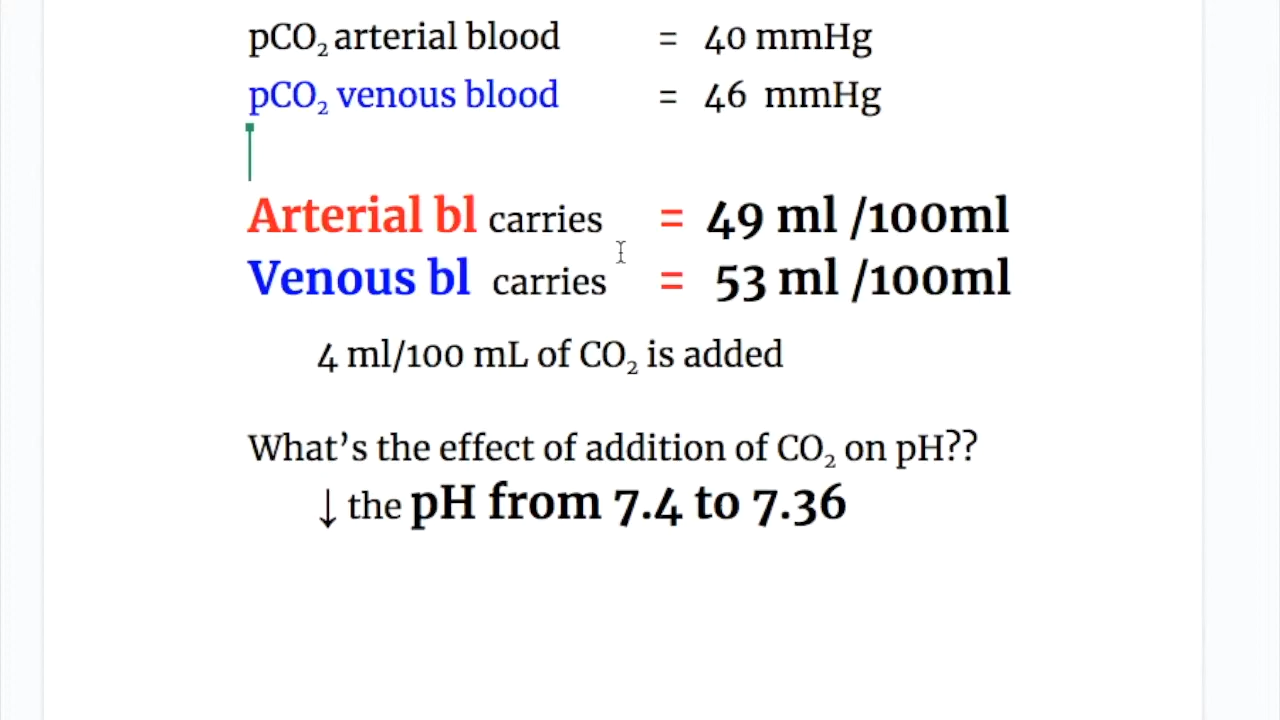 pCO₂ arterial blood = 40 mmHg
pCO₂ venous blood = 46 mmHg
Arterial bl carries = 49 ml /100ml
Venous bl carries = 53 ml /100ml
4 ml/100 mL of CO₂ is added
What’s the effect of addition of CO₂ on pH??
↓ the pH from 7.4 to 7.36